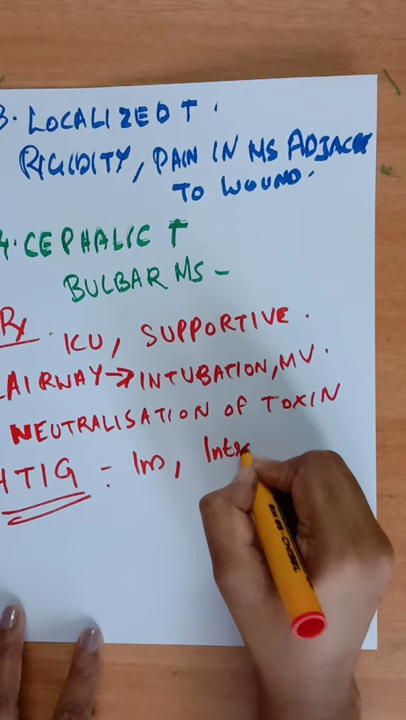 3. LOCALIZED T.
RIGIDITY, PAIN IN MS ADJACENT
TO WOUND.
4. CEPHALIC T
BULBAR MS -
Rx
ICU, SUPPORTIVE.
AIRWAY → INTUBATION, MV.
NEUTRALISATION OF TOXIN
HTIG : Im, Intr